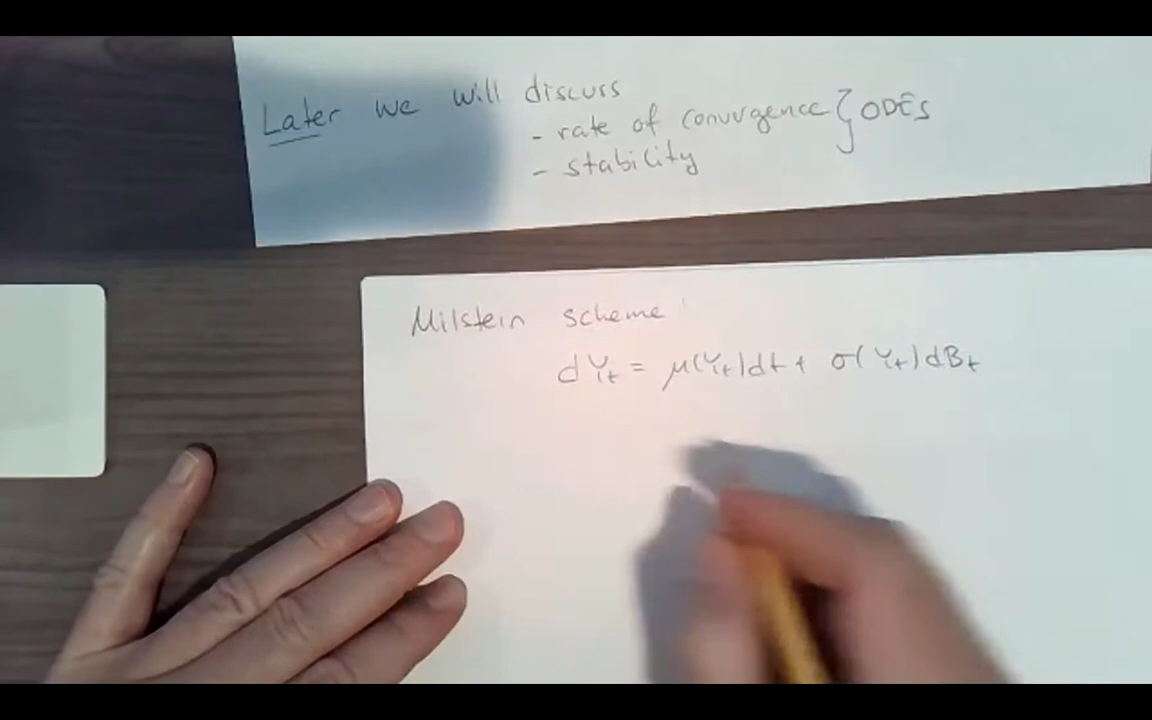 Later we will discuss
- rate of convergence } ODEs
- stability
Milstein scheme
dYt = μ(Yt)dt + σ(Yt)dBt